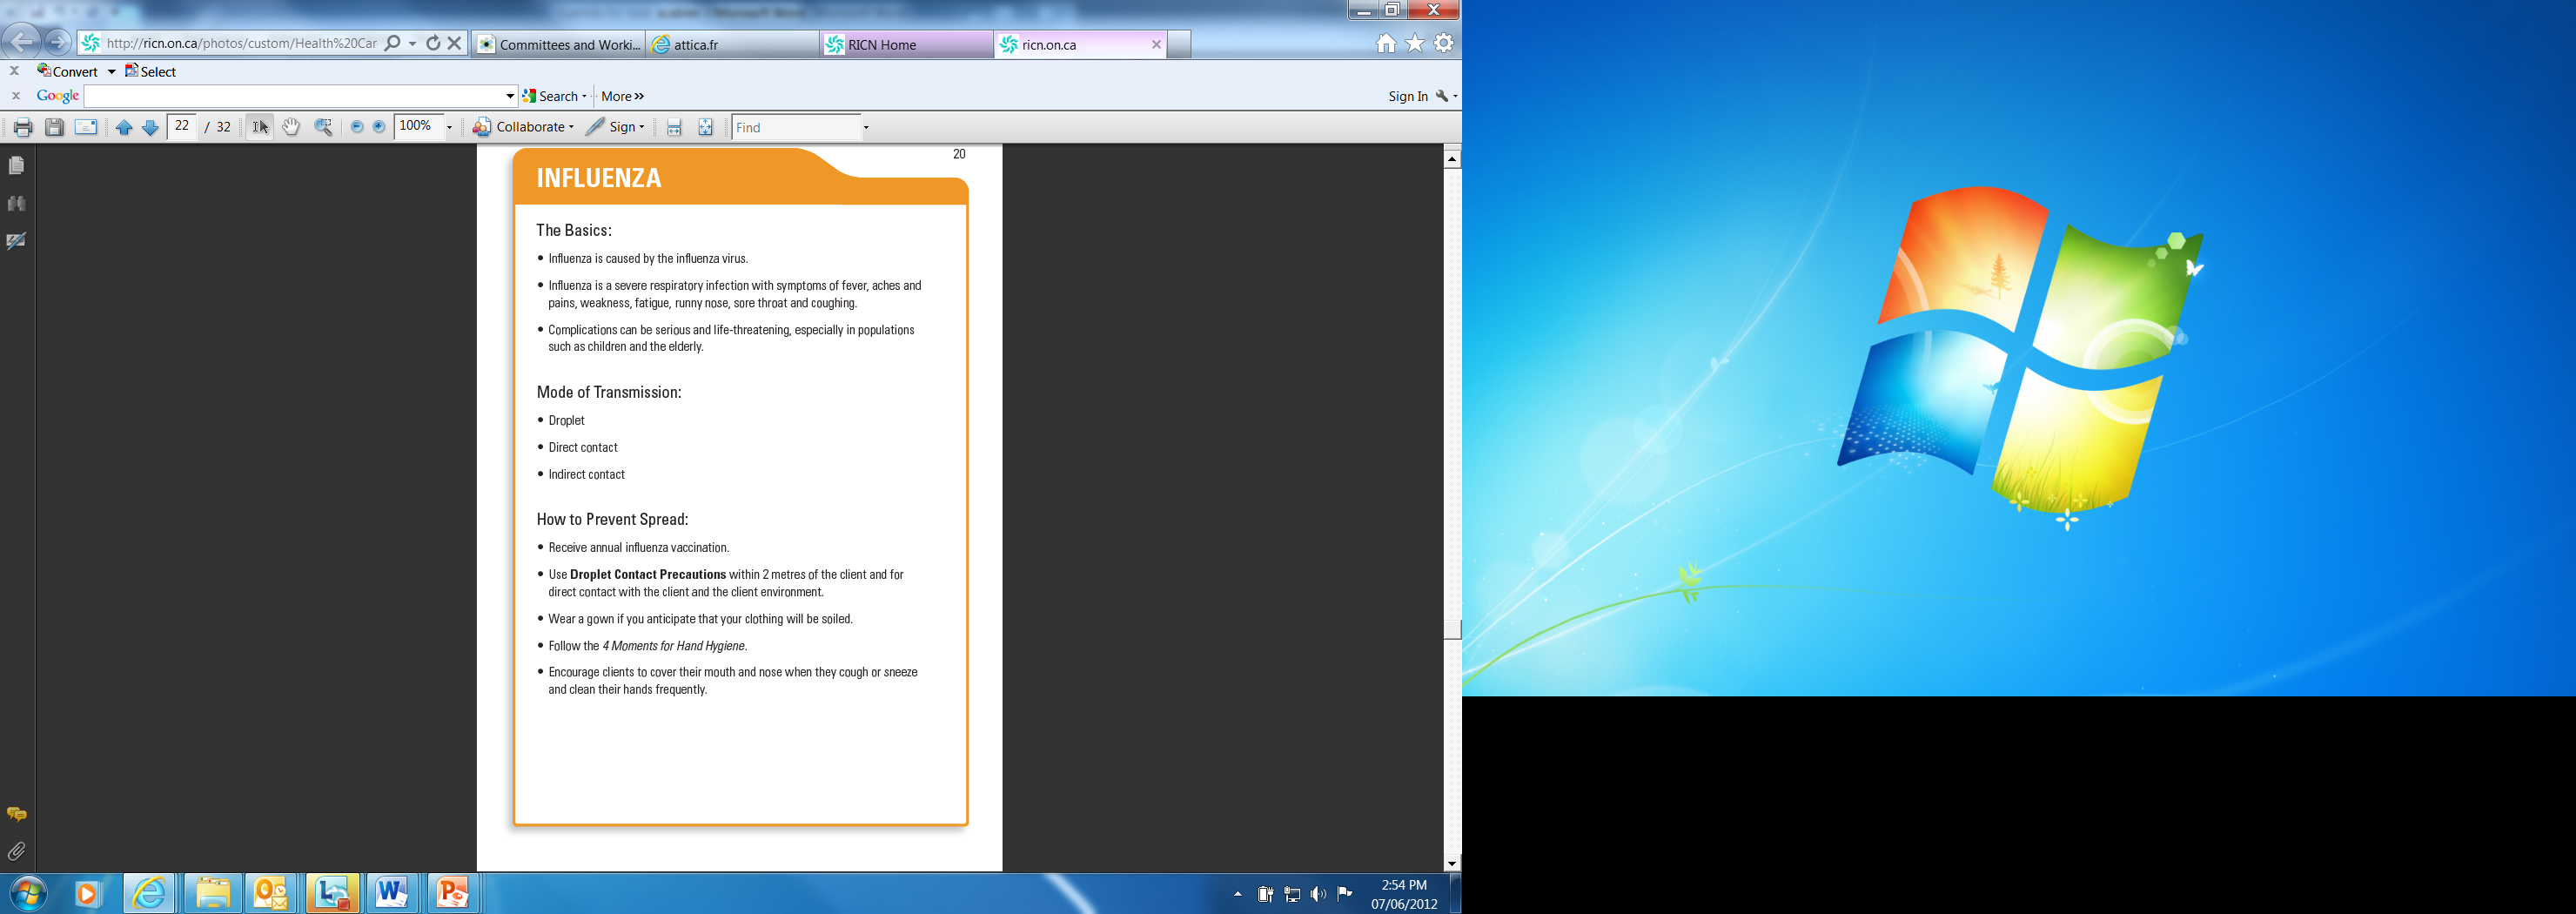 http://ricn.on.ca/photos/custom/Health%20Car
Committees and Worki...
attica.fr
RICN Home
ricn.on.ca
Convert
Select
Google
Search
More »
Sign In
22 / 32
100%
Collaborate
Sign
Find
20
INFLUENZA
The Basics:
• Influenza is caused by the influenza virus.
• Influenza is a severe respiratory infection with symptoms of fever, aches and
pains, weakness, fatigue, runny nose, sore throat and coughing.
• Complications can be serious and life-threatening, especially in populations
such as children and the elderly.
Mode of Transmission:
• Droplet
• Direct contact
• Indirect contact
How to Prevent Spread:
• Receive annual influenza vaccination.
• Use Droplet Contact Precautions within 2 metres of the client and for
direct contact with the client and the client environment.
• Wear a gown if you anticipate that your clothing will be soiled.
• Follow the 4 Moments for Hand Hygiene.
• Encourage clients to cover their mouth and nose when they cough or sneeze
and clean their hands frequently.
2:54 PM
07/06/2012